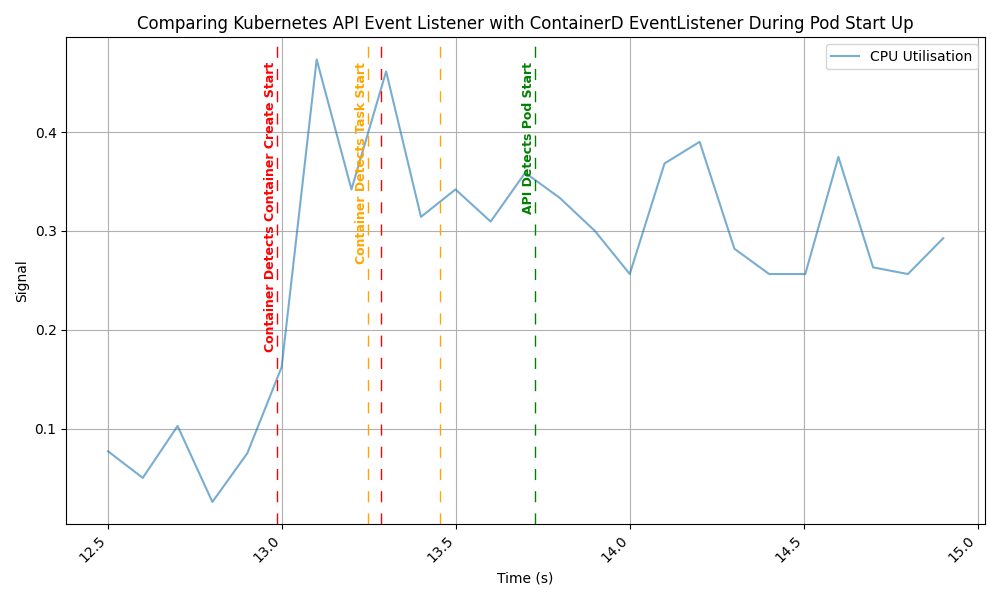 Comparing Kubernetes API Event Listener with ContainerD EventListener During Pod Start Up
CPU Utilisation
Container Detects Container Create Start
Container Detects Task Start
API Detects Pod Start
Signal
0.4
0.3
0.2
0.1
12.5
13.0
13.5
14.0
14.5
15.0
Time (s)